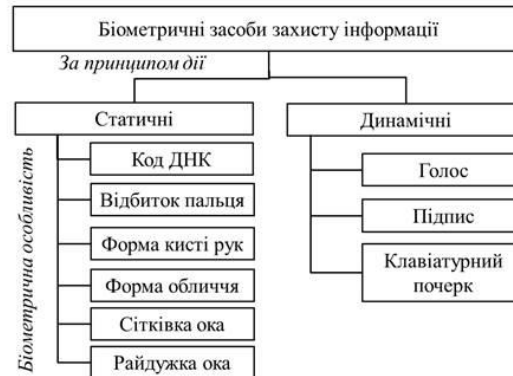 Біометричні засоби захисту інформації
За принципом дії
Статичні
Динамічні
Біометрична особливість
Код ДНК
Відбиток пальця
Форма кисті рук
Форма обличчя
Сітківка ока
Райдужка ока
Голос
Підпис
Клавіатурний
почерк